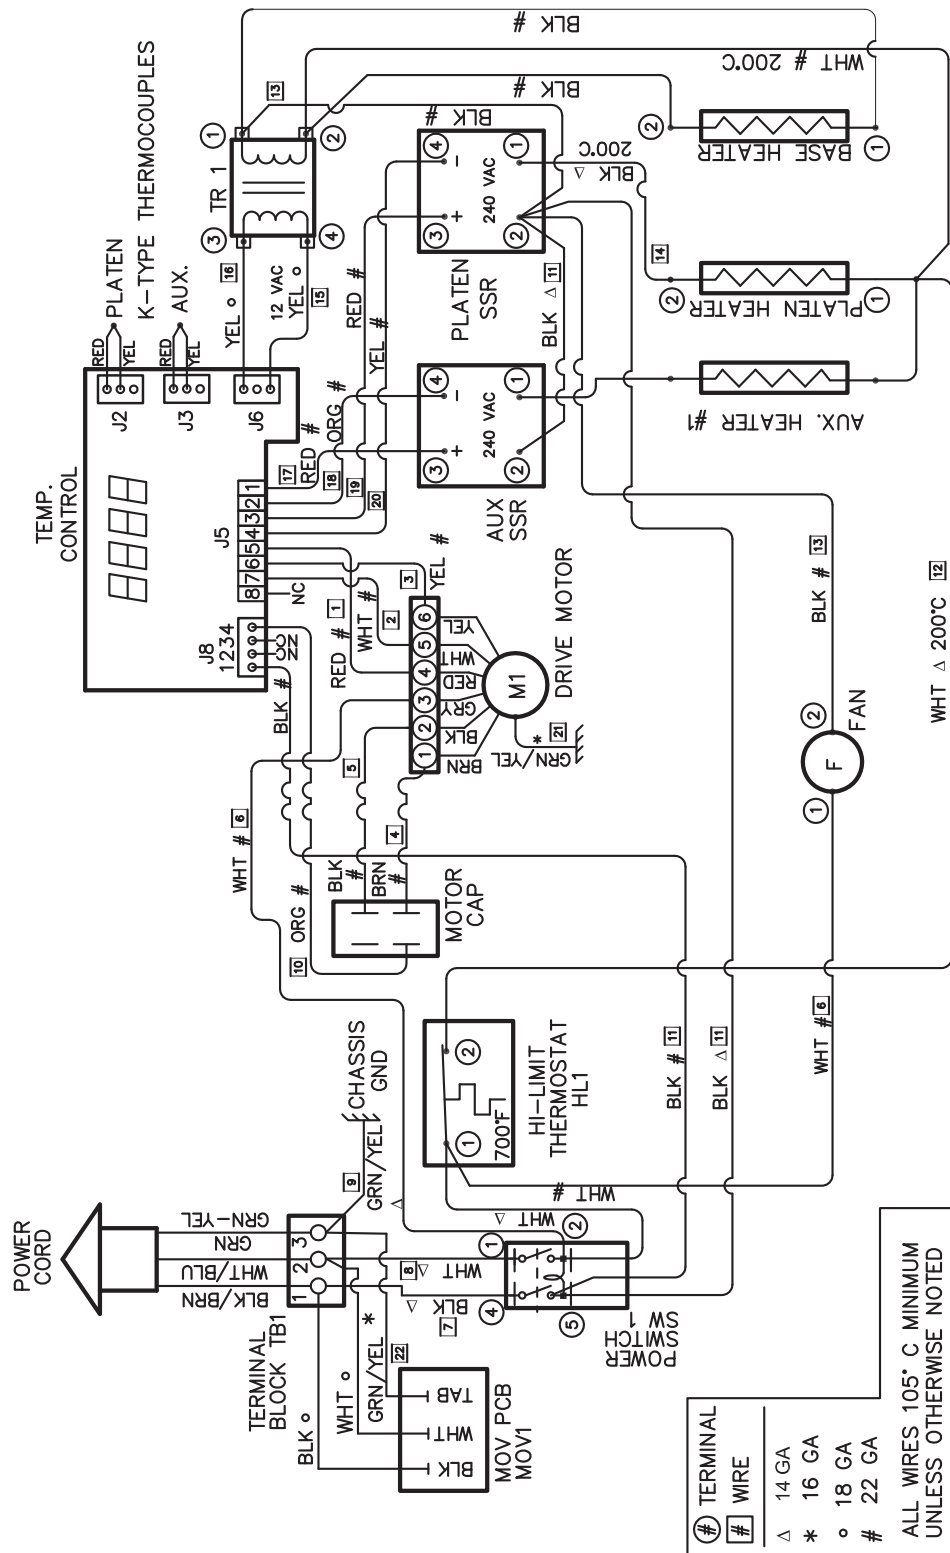 POWER
CORD
BLK/BRN
WHT/BLU
GRN
GRN-YEL
TERMINAL
BLOCK TB1
1
2
3
BLK °
WHT °
GRN/YEL *
22
BLK
WHT
TAB
MOV PCB
MOV1
9
GRN/YEL
△
CHASSIS
GND
7
BLK △
8
WHT △
1
4
2
5
POWER
SWITCH
SW 1
WHT △
WHT #
700°F
1
2
HI-LIMIT
THERMOSTAT
HL1
WHT # 6
ORG #
10
BLK #
BRN #
5
4
MOTOR
CAP
TEMP.
CONTROL
J8
1234
NC
NC
BLK #
J5
8
7
6
5
4
3
2
1
NC
RED # 1
WHT # 2
3
YEL #
1
2
3
4
5
6
BRN
BLK
GRY
RED
WHT
YEL
M1
DRIVE MOTOR
GRN/YEL *
21
J2
J3
J6
RED
YEL
PLATEN
K-TYPE THERMOCOUPLES
RED
YEL
AUX.
17
RED #
18
ORG #
19
RED #
20
YEL #
YEL °
16
12 VAC
YEL °
15
TR 1
1
2
3
4
13
BLK #
BLK #
WHT # 200°C
BLK #
PLATEN
SSR
240 VAC
3
+
4
-
1
2
AUX
SSR
240 VAC
3
+
4
-
1
2
BLK △ 11
BLK △
200°C
14
BASE HEATER
2
1
PLATEN HEATER
2
1
AUX. HEATER #1
BLK # 13
F
1
2
FAN
WHT # 6
BLK # 11
BLK △ 11
WHT △ 200°C 12
# TERMINAL
# WIRE
△ 14 GA
* 16 GA
° 18 GA
# 22 GA
ALL WIRES 105° C MINIMUM
UNLESS OTHERWISE NOTED